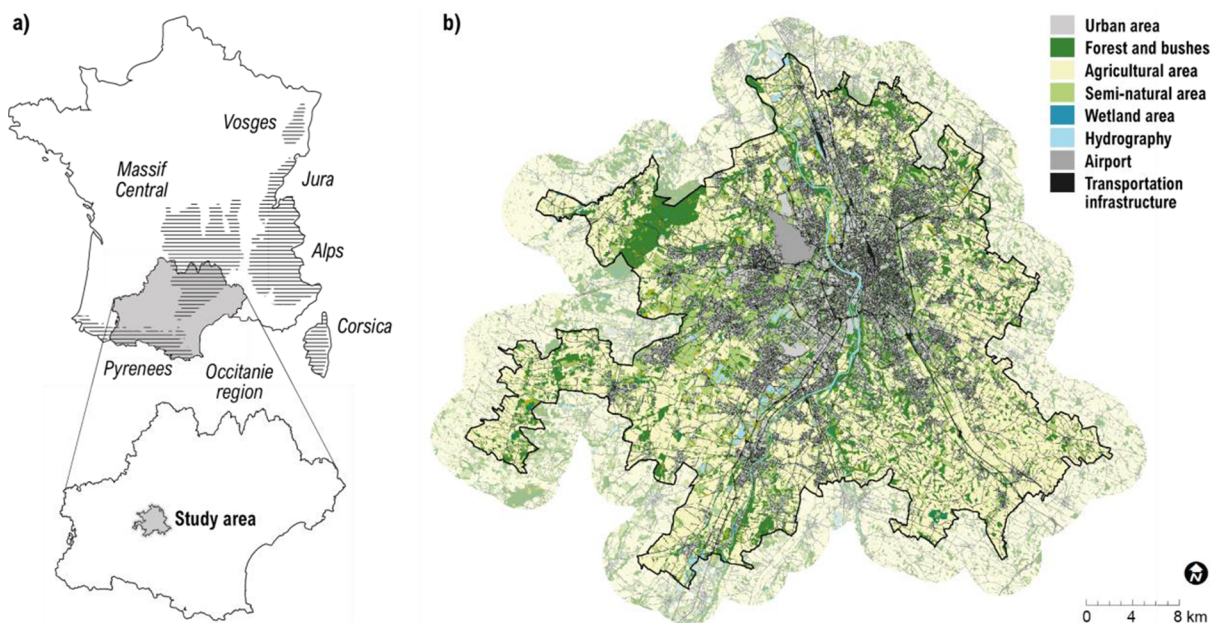 a)
Vosges
Massif
Central
Jura
Alps
Corsica
Pyrenees
Occitanie
region
Study area
b)
Urban area
Forest and bushes
Agricultural area
Semi-natural area
Wetland area
Hydrography
Airport
Transportation
infrastructure
N
0 4 8 km